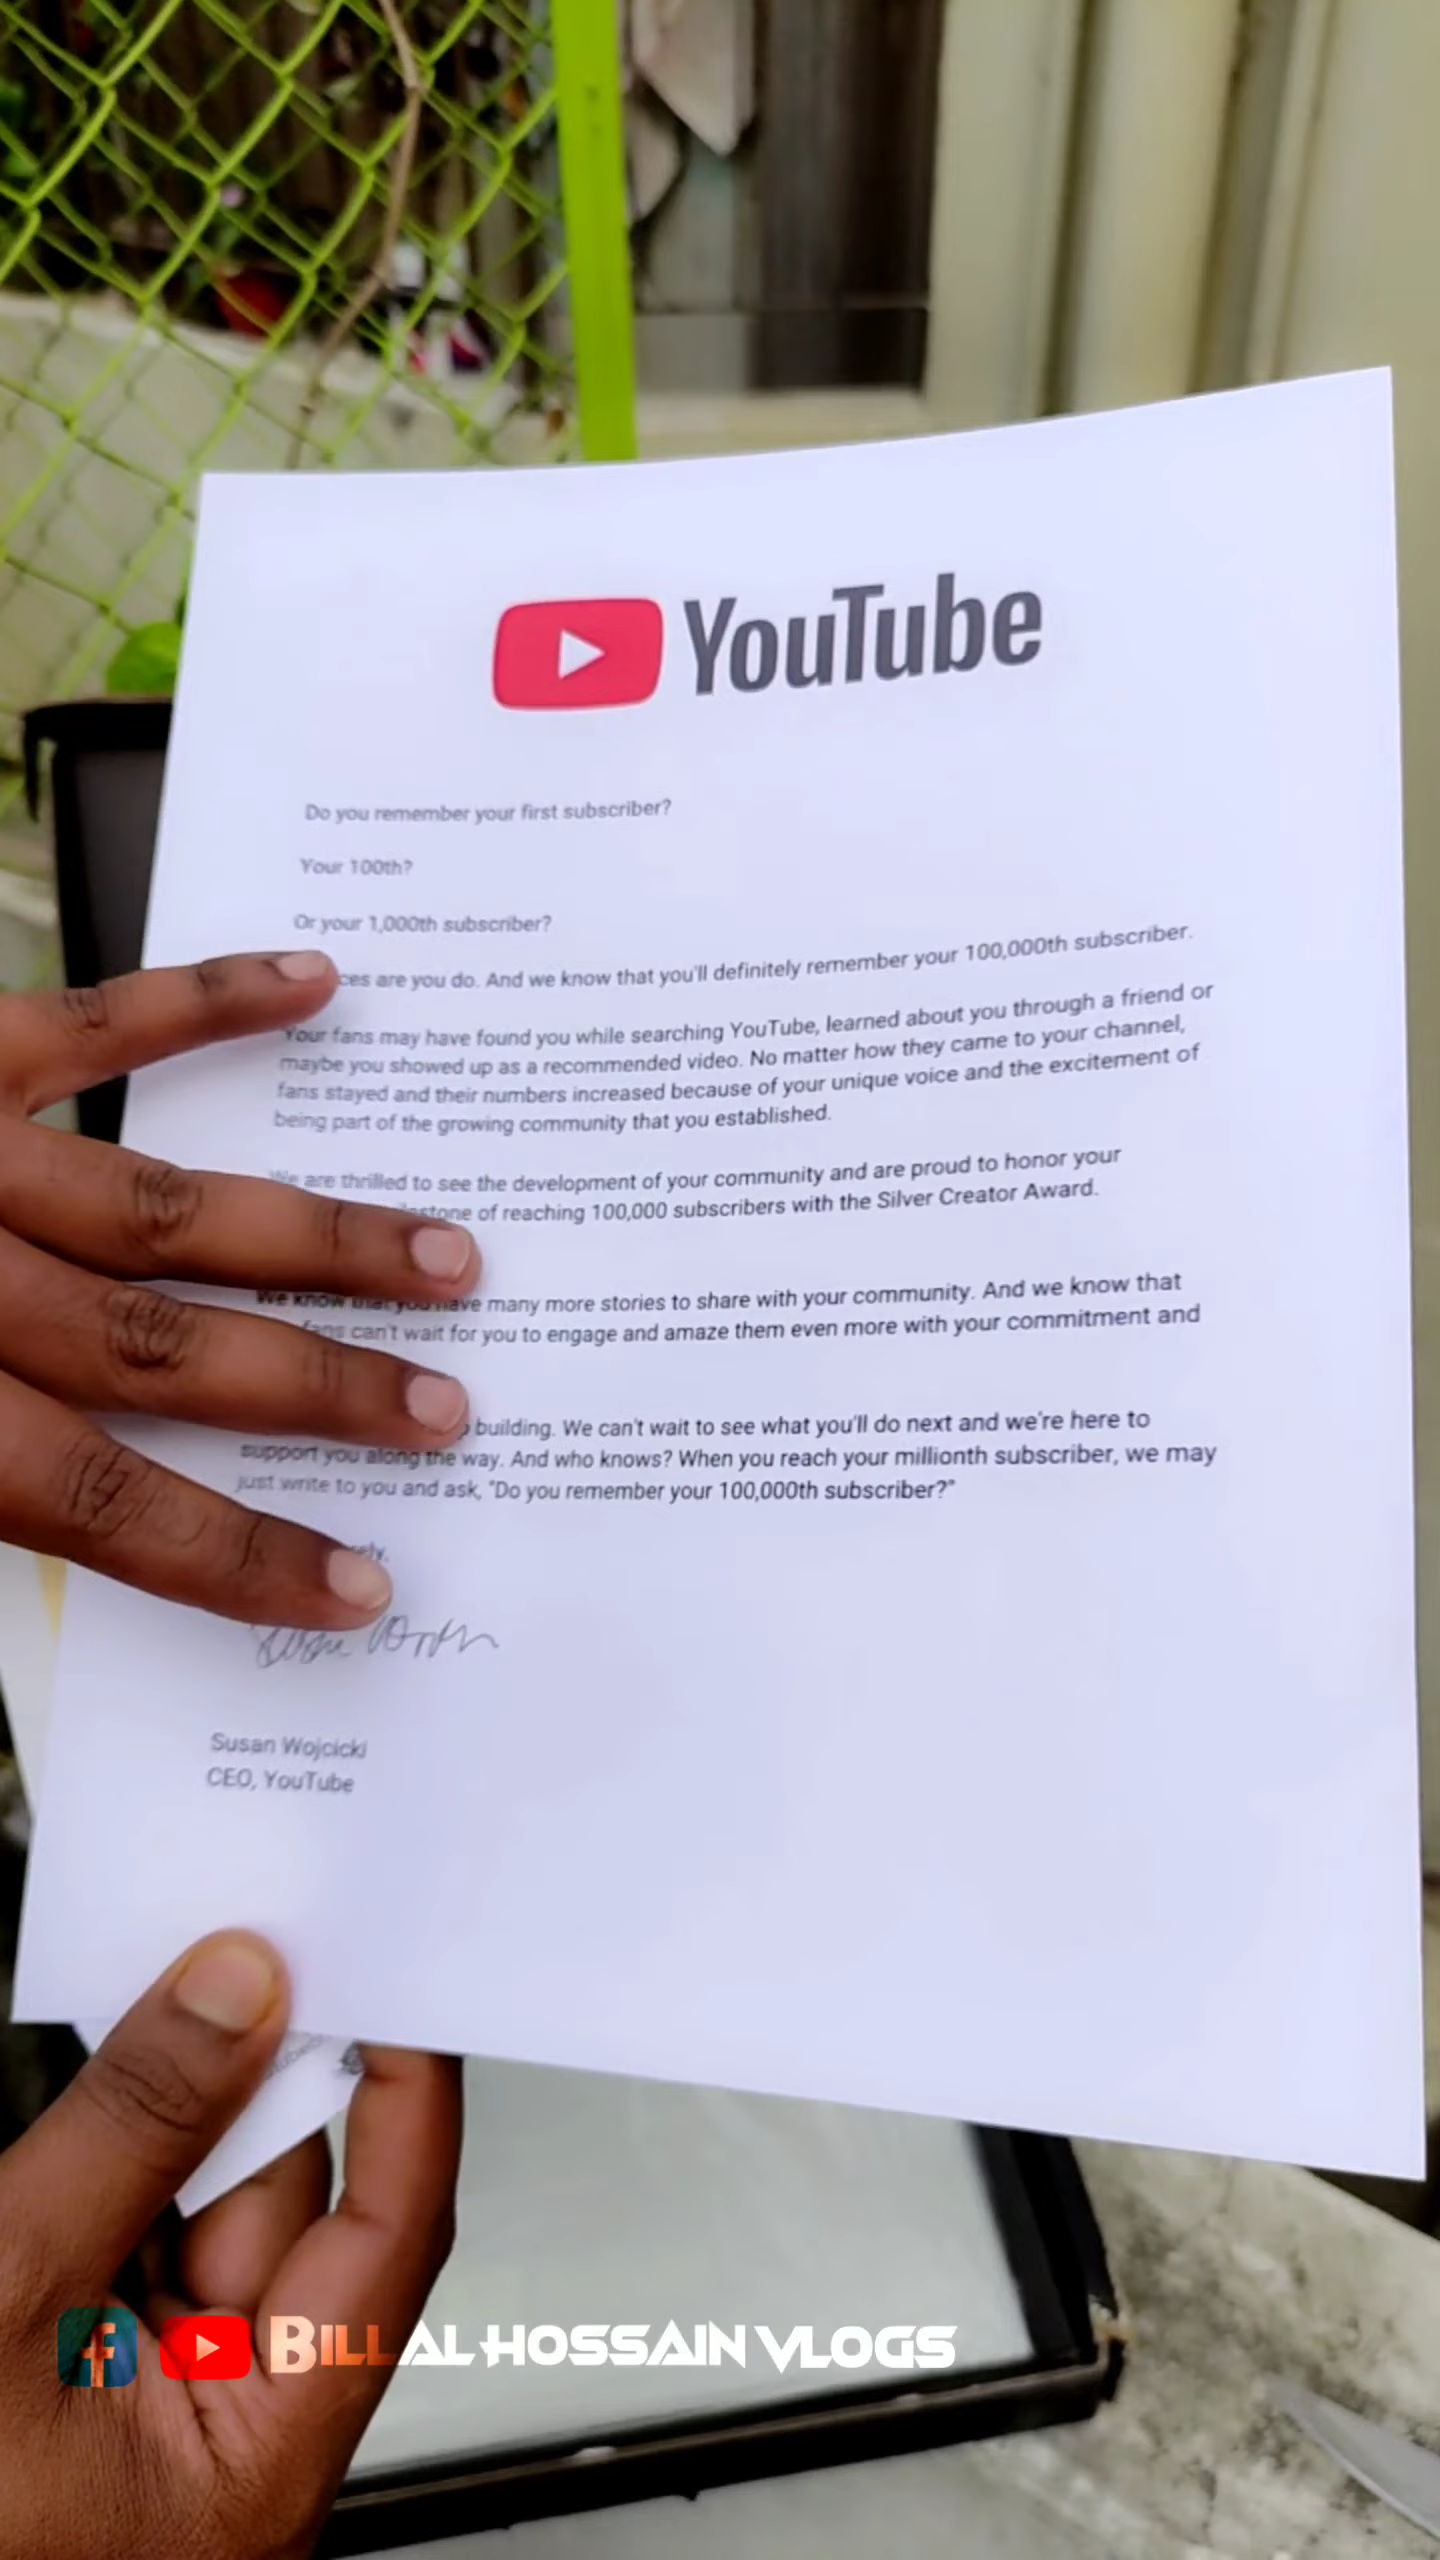 YouTube
Do you remember your first subscriber?
Your 100th?
Or your 1,000th subscriber?
ces are you do. And we know that you'll definitely remember your 100,000th subscriber.
Your fans may have found you while searching YouTube, learned about you through a friend or
maybe you showed up as a recommended video. No matter how they came to your channel,
fans stayed and their numbers increased because of your unique voice and the excitement of
being part of the growing community that you established.
We are thrilled to see the development of your community and are proud to honor your
stone of reaching 100,000 subscribers with the Silver Creator Award.
We know that you have many more stories to share with your community. And we know that
fans can't wait for you to engage and amaze them even more with your commitment and
building. We can't wait to see what you'll do next and we're here to
support you along the way. And who knows? When you reach your millionth subscriber, we may
just write to you and ask, "Do you remember your 100,000th subscriber?"
rely,
Susan Wojcicki
CEO, YouTube
BILLAL HOSSAIN VLOGS